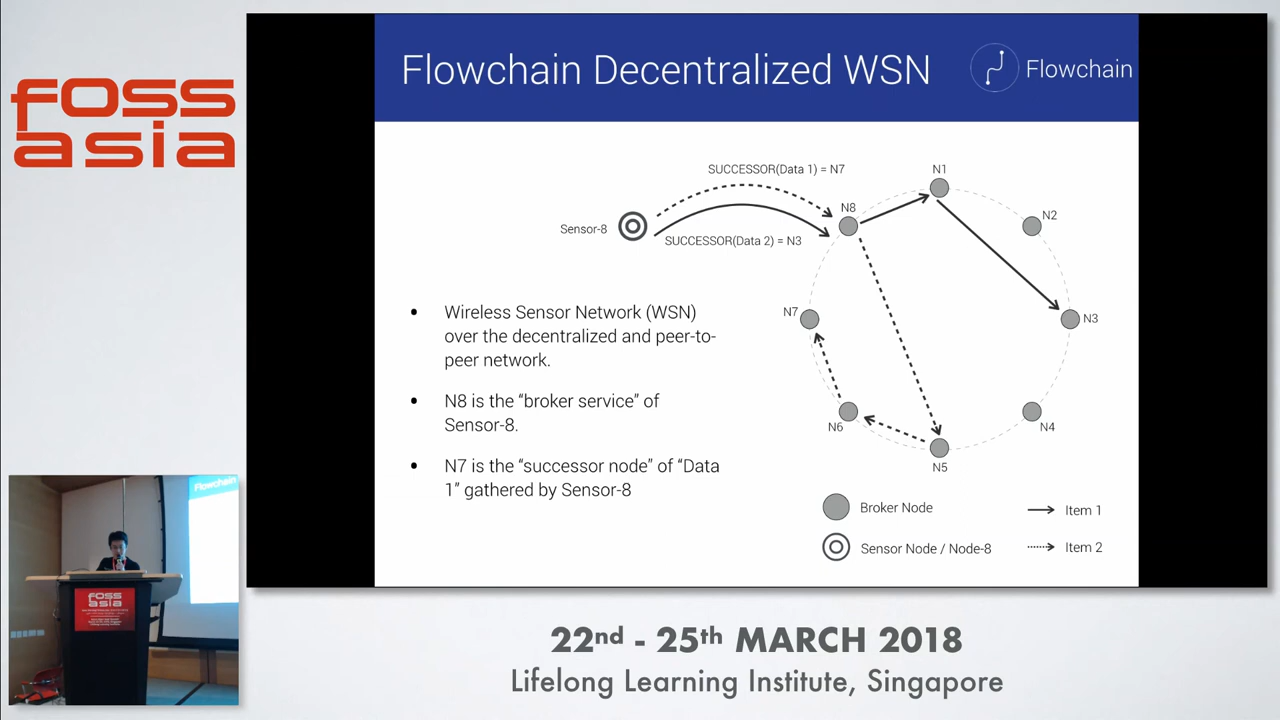 foss
asia
Flowchain Decentralized WSN
Flowchain
SUCCESSOR(Data 1) = N7
Sensor-8
SUCCESSOR(Data 2) = N3
N1
N8
N2
N7
N3
N6
N4
N5
• Wireless Sensor Network (WSN)
over the decentralized and peer-to-
peer network.
• N8 is the “broker service” of
Sensor-8.
• N7 is the “successor node” of “Data
1” gathered by Sensor-8
Broker Node
Item 1
Sensor Node / Node-8
Item 2
Flowchain
foss
asia
22nd - 25th MARCH 2018
Lifelong Learning Institute, Singapore